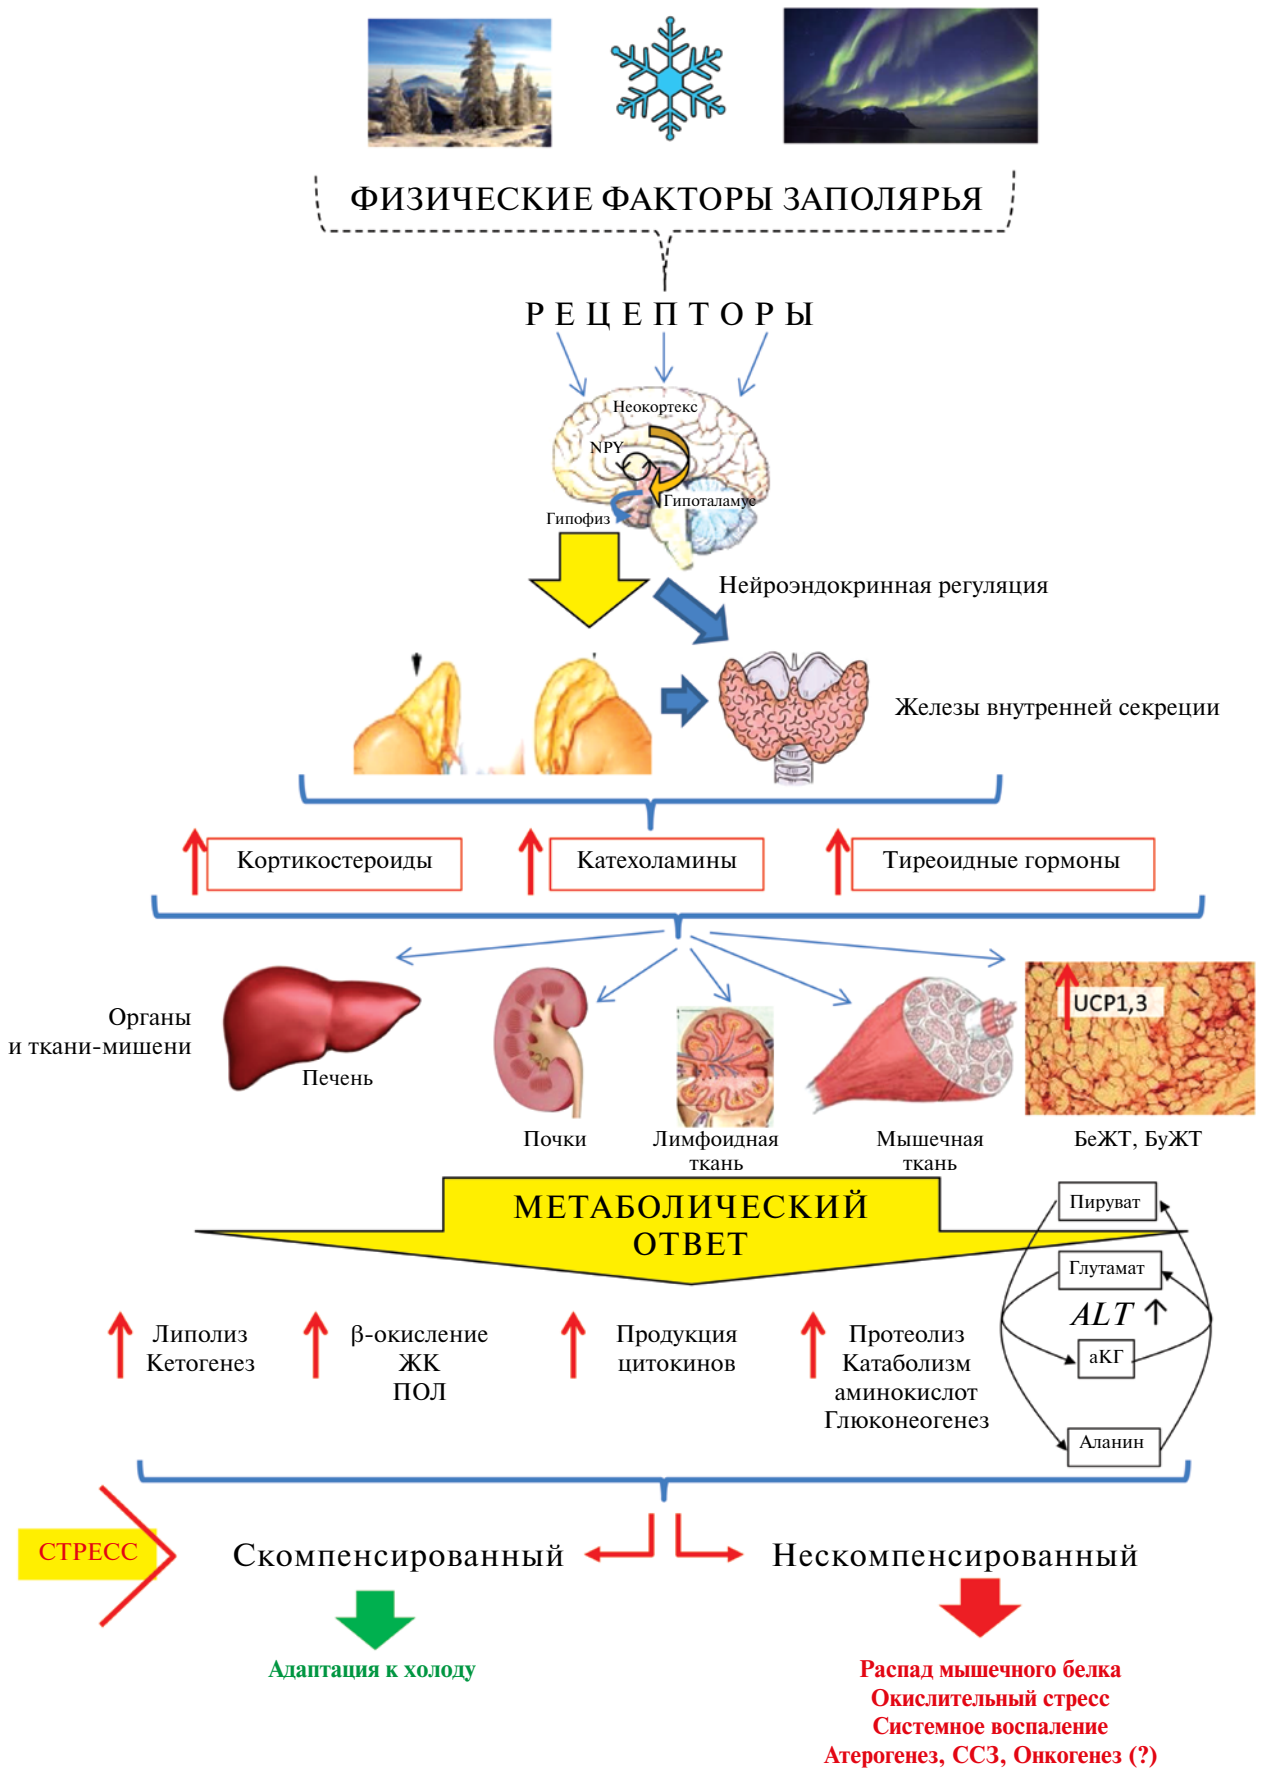 ФИЗИЧЕСКИЕ ФАКТОРЫ ЗАПОЛЯРЬЯ
РЕЦЕПТОРЫ
Неокортекс
NPY
Гипоталамус
Гипофиз
Нейроэндокринная регуляция
Железы внутренней секреции
Кортикостероиды
Катехоламины
Тиреоидные гормоны
Органы
и ткани-мишени
UCP1,3
Печень
Почки
Лимфоидная
ткань
Мышечная
ткань
БеЖТ, БуЖТ
МЕТАБОЛИЧЕСКИЙ
ОТВЕТ
Пируват
Глутамат
ALT ↑
аКГ
Аланин
Липолиз
Кетогенез
β-окисление
ЖК
ПОЛ
Продукция
цитокинов
Протеолиз
Катаболизм
аминокислот
Глюконеогенез
СТРЕСС
Скомпенсированный
Нескомпенсированный
Адаптация к холоду
Распад мышечного белка
Окислительный стресс
Системное воспаление
Атерогенез, ССЗ, Онкогенез (?)